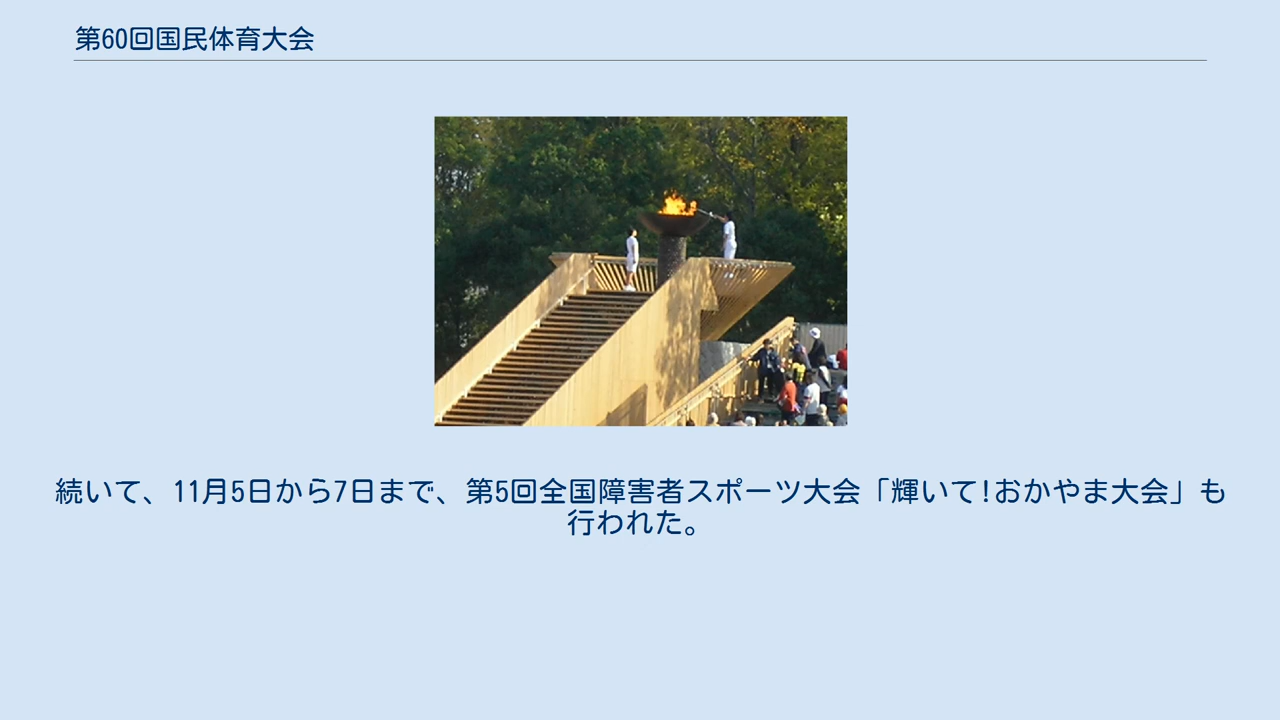 第60回国民体育大会
続いて、11月5日から7日まで、第5回全国障害者スポーツ大会「輝いて!おかやま大会」も
行われた。